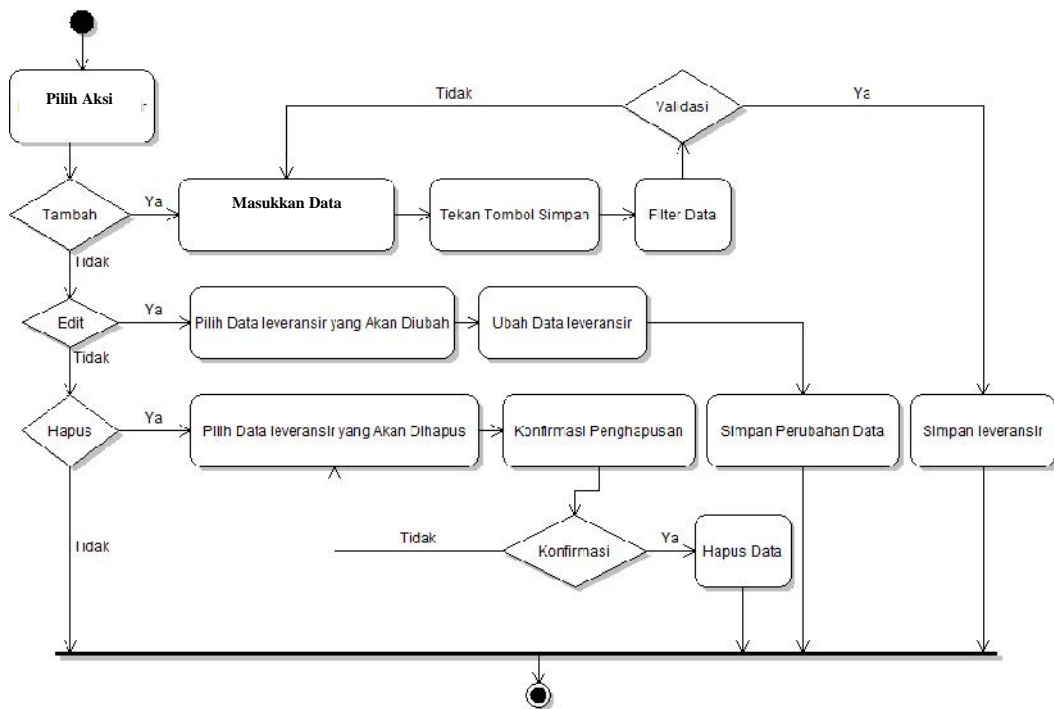 Pilih Aksi
Tidak
Validasi
Ya
Tambah
Ya
Masukkan Data
Tekan Tombol Simpan
Filter Data
Tidak
Edit
Ya
Pilih Data leveransir yang Akan Diubah
Ubah Data leveransir
Tidak
Hapus
Ya
Pilih Data leveransir yang Akan Dihapus
Konfirmasi Penghapusan
Simpan Perubahan Data
Simpan leveransir
Tidak
Tidak
Konfirmasi
Ya
Hapus Data